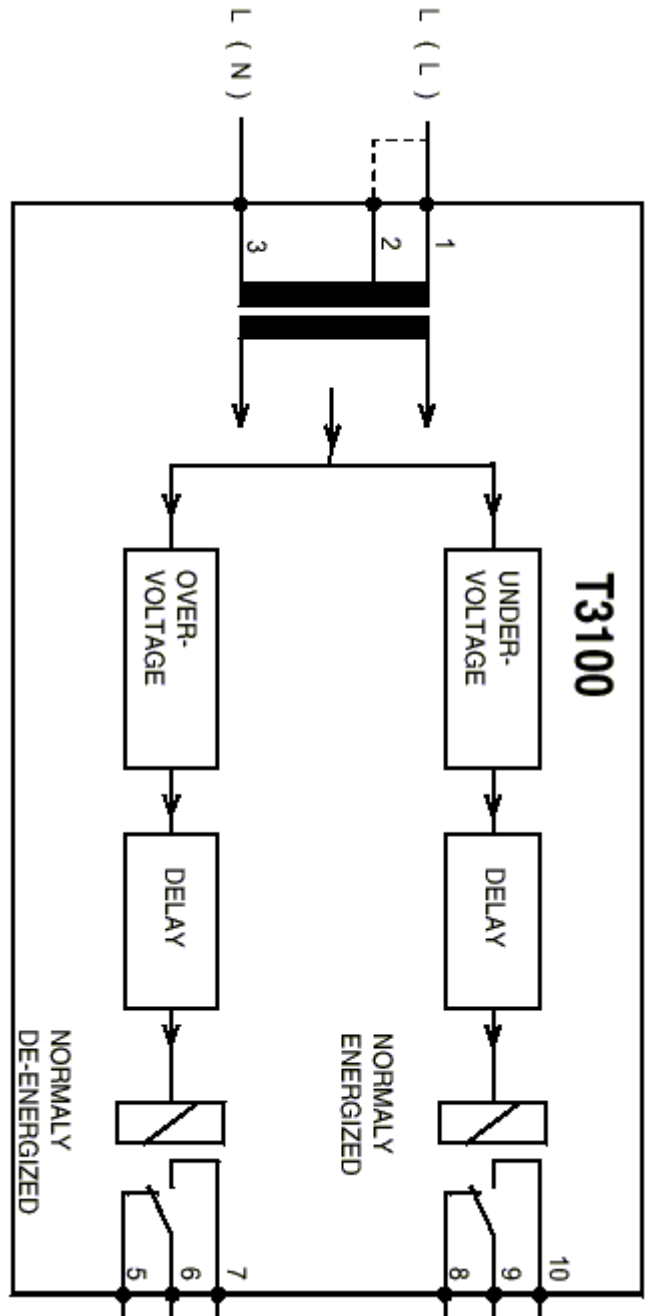 T3100
L ( L )
L ( N )
1
2
3
UNDER-
VOLTAGE
DELAY
NORMALY
ENERGIZED
10
9
8
OVER-
VOLTAGE
DELAY
NORMALY
DE-ENERGIZED
7
6
5